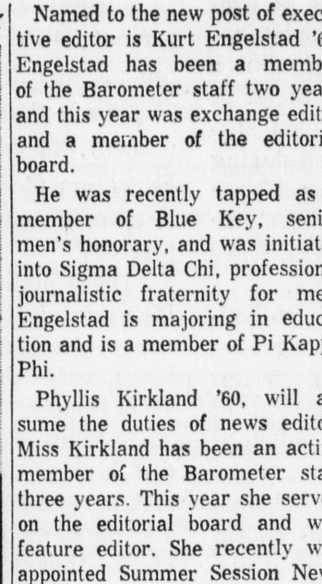 Named to the new post of exec
tive editor is Kurt Engelstad '6
Engelstad has been a memb
of the Barometer staff two yea
and this year was exchange edit
and a member of the editori
board.
He was recently tapped as
member of Blue Key, seni
men's honorary, and was initiat
into Sigma Delta Chi, profession
journalistic fraternity for me
Engelstad is majoring in educ
tion and is a member of Pi Kap
Phi.
Phyllis Kirkland '60, will a
sume the duties of news edito
Miss Kirkland has been an acti
member of the Barometer sta
three years. This year she serv
on the editorial board and w
feature editor. She recently w
appointed Summer Session New